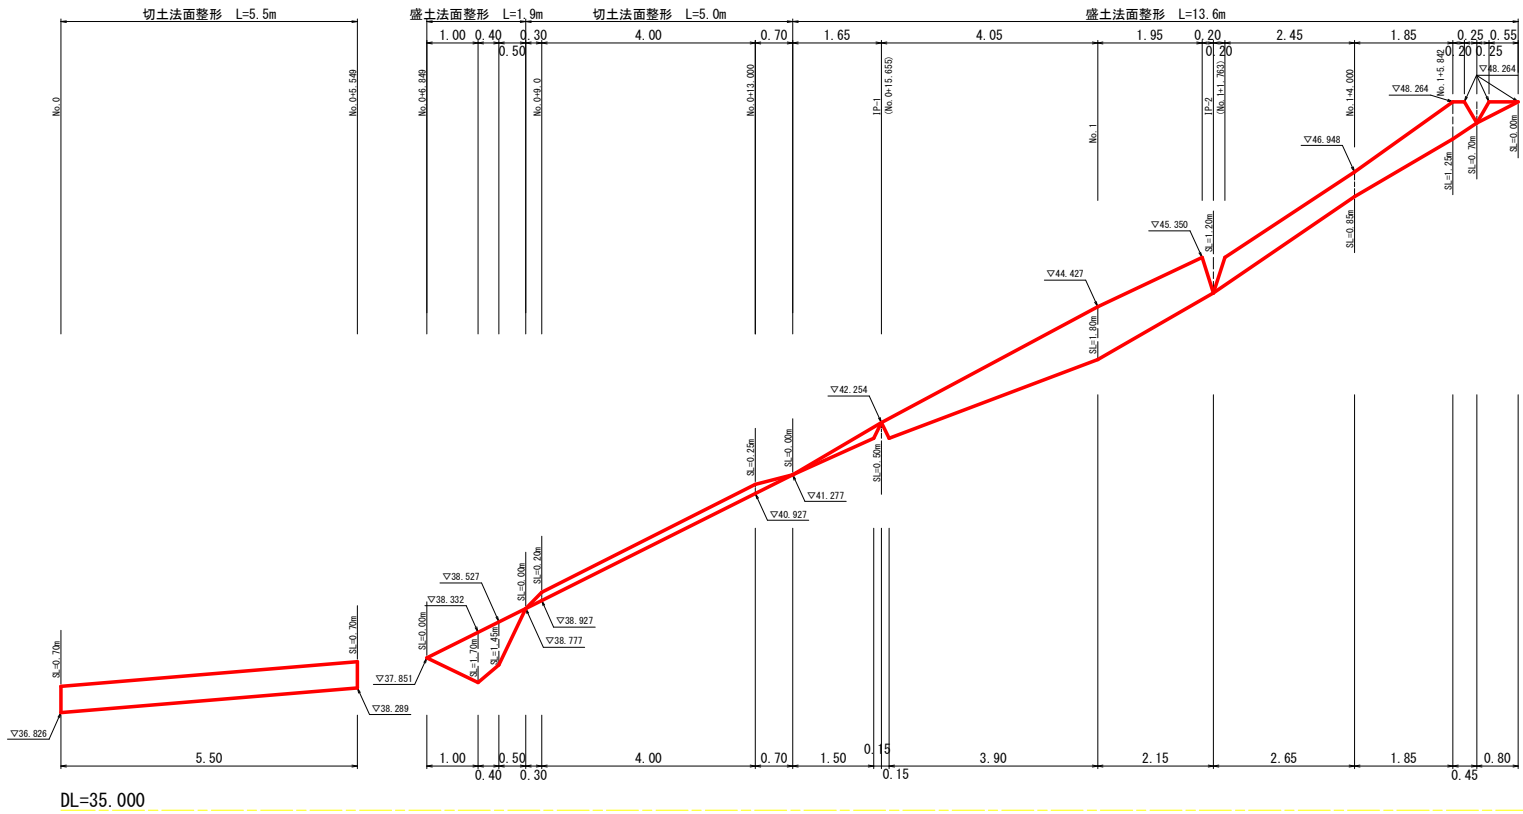 切土法面整形 L=5.5m
盛土法面整形 L=1.9m
切土法面整形 L=5.0m
盛土法面整形 L=13.6m
1.00
0.40
0.50
0.30
4.00
0.70
1.65
4.05
1.95
0.20
0.20
2.45
1.85
0.20
0.25
0.25
0.55
No.0
No.0+5.549
No.0+6.849
No.0+9.0
No.0+13.000
IP-1
(No.0+15.655)
No.1
IP-2
(No.1+1.763)
No.1+4.000
No.1+5.842
▽48.264
▽48.264
▽46.948
▽45.350
▽44.427
▽42.254
▽41.277
▽40.927
▽38.927
▽38.777
▽38.527
▽38.332
▽37.851
▽38.289
▽36.826
SL=0.70m
SL=0.70m
SL=0.00m
SL=1.70m
SL=1.45m
SL=0.00m
SL=0.20m
SL=0.25m
SL=0.00m
SL=0.50m
SL=1.80m
SL=1.20m
SL=0.85m
SL=1.25m
SL=0.70m
SL=0.00m
5.50
1.00
0.40
0.50
0.30
4.00
0.70
1.50
0.15
0.15
3.90
2.15
2.65
1.85
0.45
0.80
DL=35.000